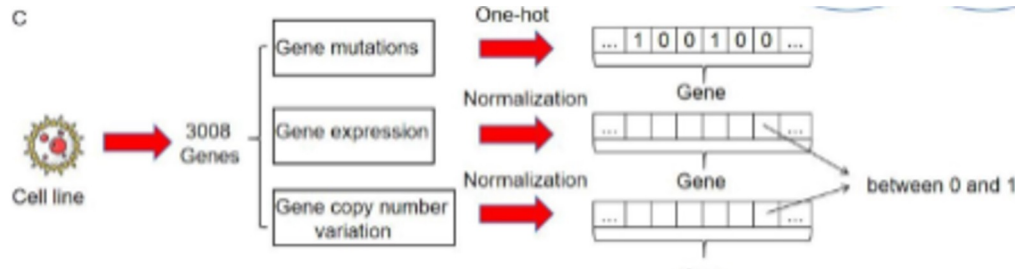 C
One-hot
Gene mutations
... 1 0 0 1 0 0 ...
Gene
Normalization
3008
Genes
Gene expression
... ...
Cell line
Normalization
Gene
between 0 and 1
Gene copy number
variation
... ...